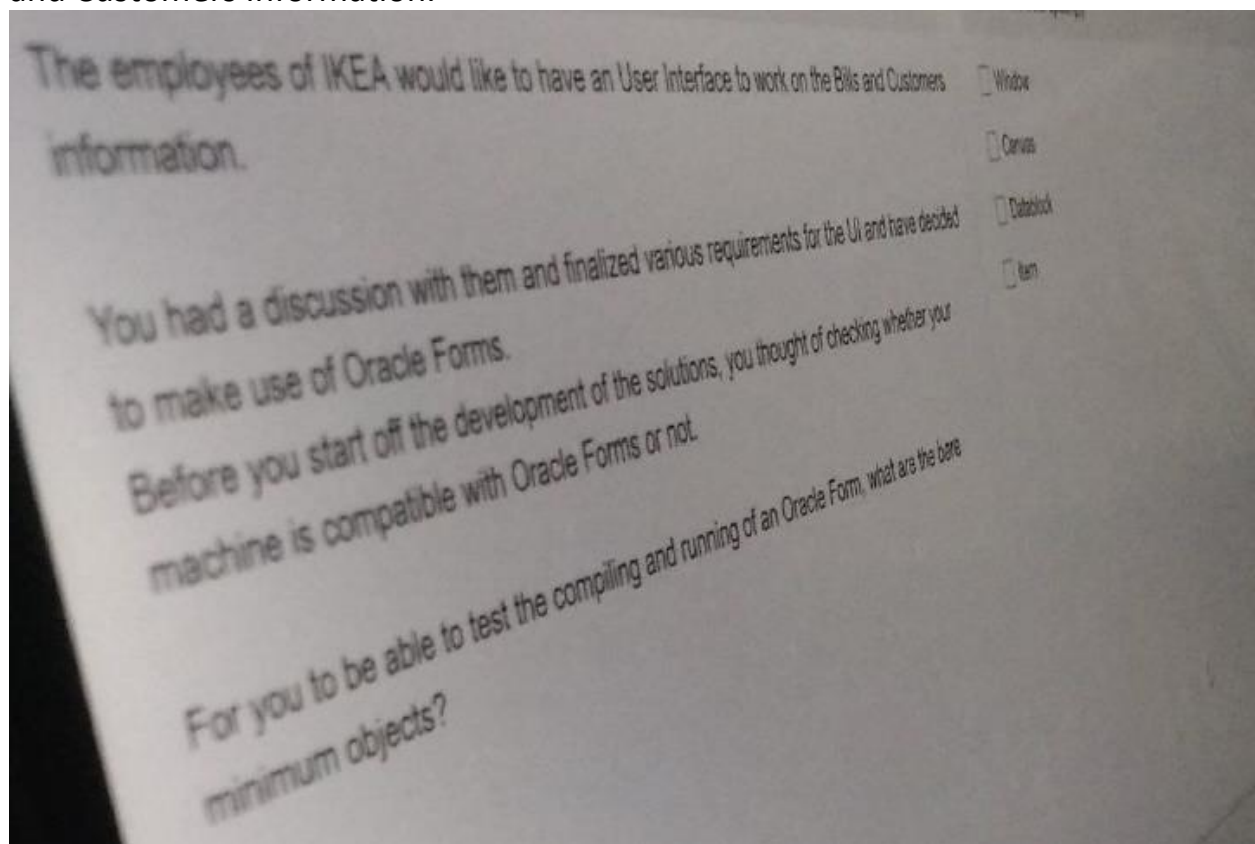 and Customers information.
The employees of IKEA would like to have an User Interface to work on the Bills and Customers
information.
You had a discussion with them and finalized various requirements for the UI and have decided
to make use of Oracle Forms.
Before you start off the development of the solutions, you thought of checking whether your
machine is compatible with Oracle Forms or not.
For you to be able to test the compiling and running of an Oracle Form, what are the bare
minimum objects?
Window
Canvas
Datablock
Item